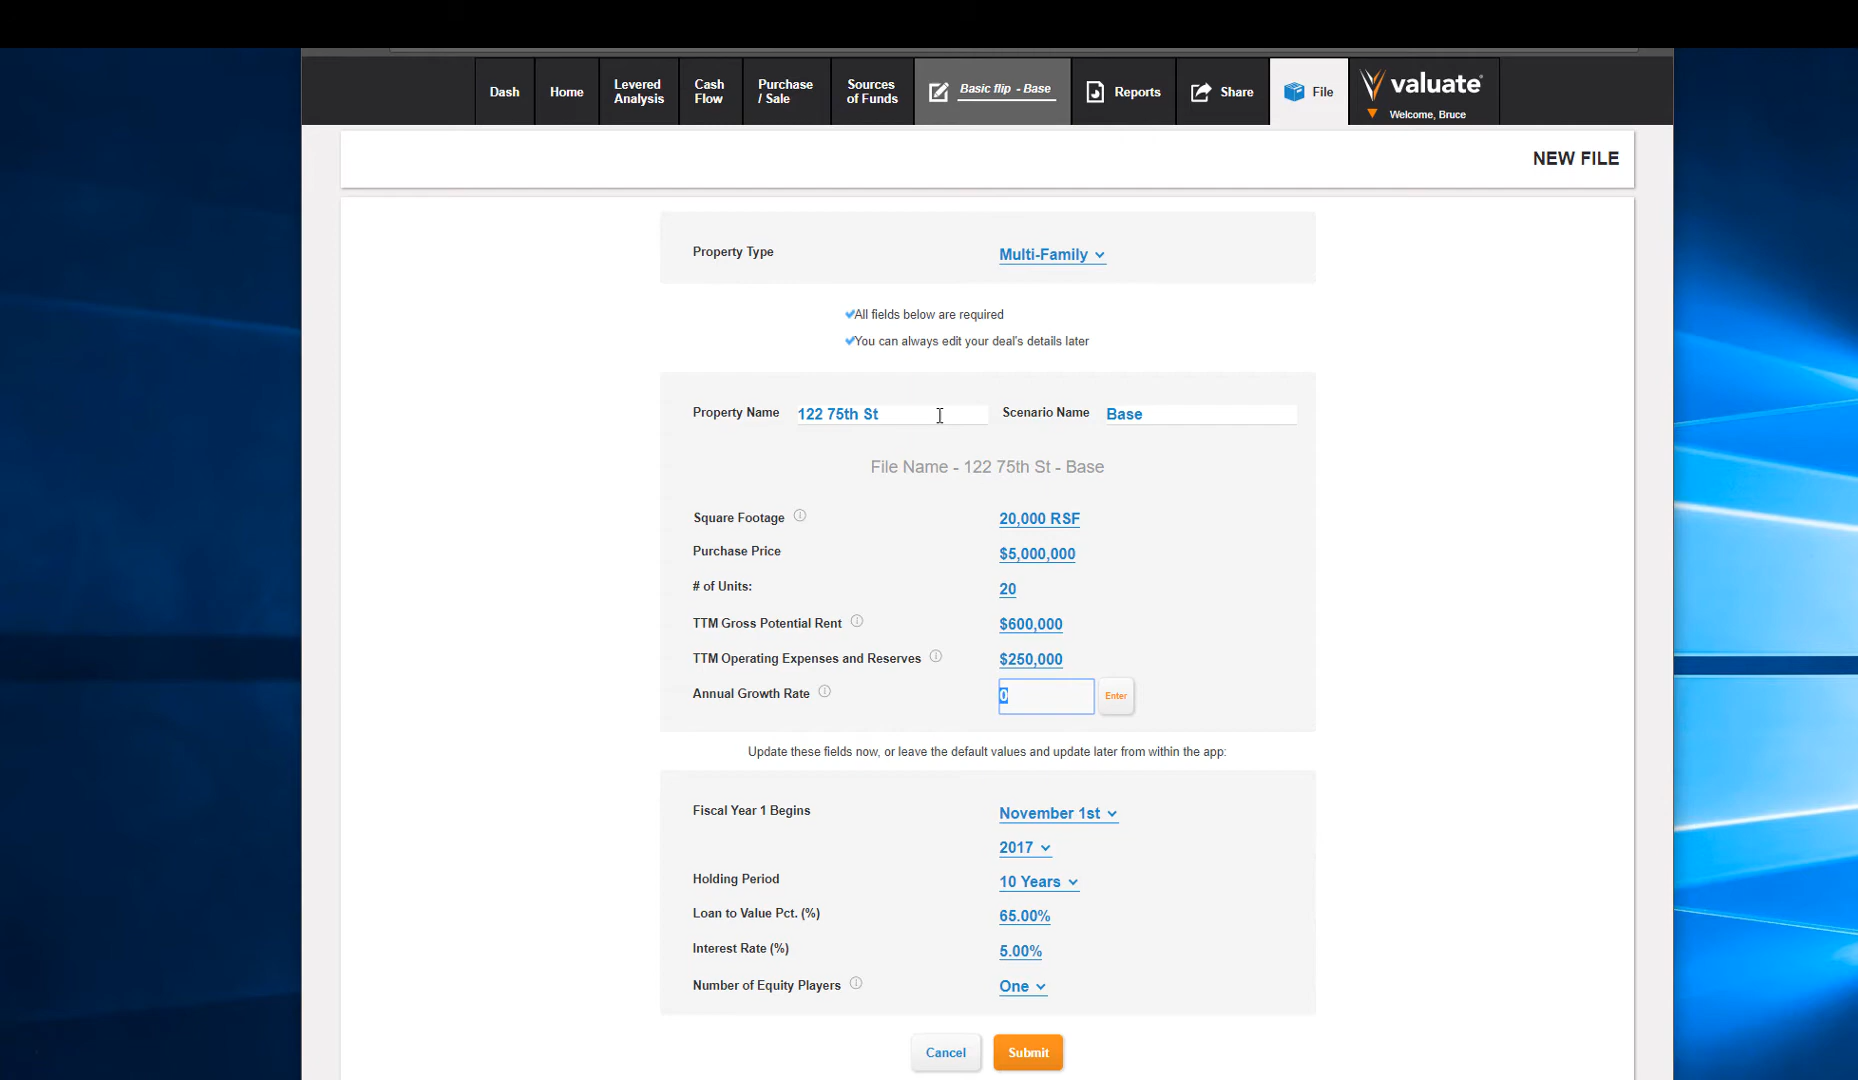 Dash
Home
Levered
Analysis
Cash
Flow
Purchase
/ Sale
Sources
of Funds
Basic flip - Base
Reports
Share
File
valuate
Welcome, Bruce
NEW FILE
Property Type
Multi-Family
All fields below are required
You can always edit your deal's details later
Property Name 122 75th St Scenario Name Base
File Name - 122 75th St - Base
Square Footage 20,000 RSF
Purchase Price $5,000,000
# of Units: 20
TTM Gross Potential Rent $600,000
TTM Operating Expenses and Reserves $250,000
Annual Growth Rate 0 Enter
Update these fields now, or leave the default values and update later from within the app:
Fiscal Year 1 Begins November 1st
2017
Holding Period 10 Years
Loan to Value Pct. (%) 65.00%
Interest Rate (%) 5.00%
Number of Equity Players One
Cancel Submit